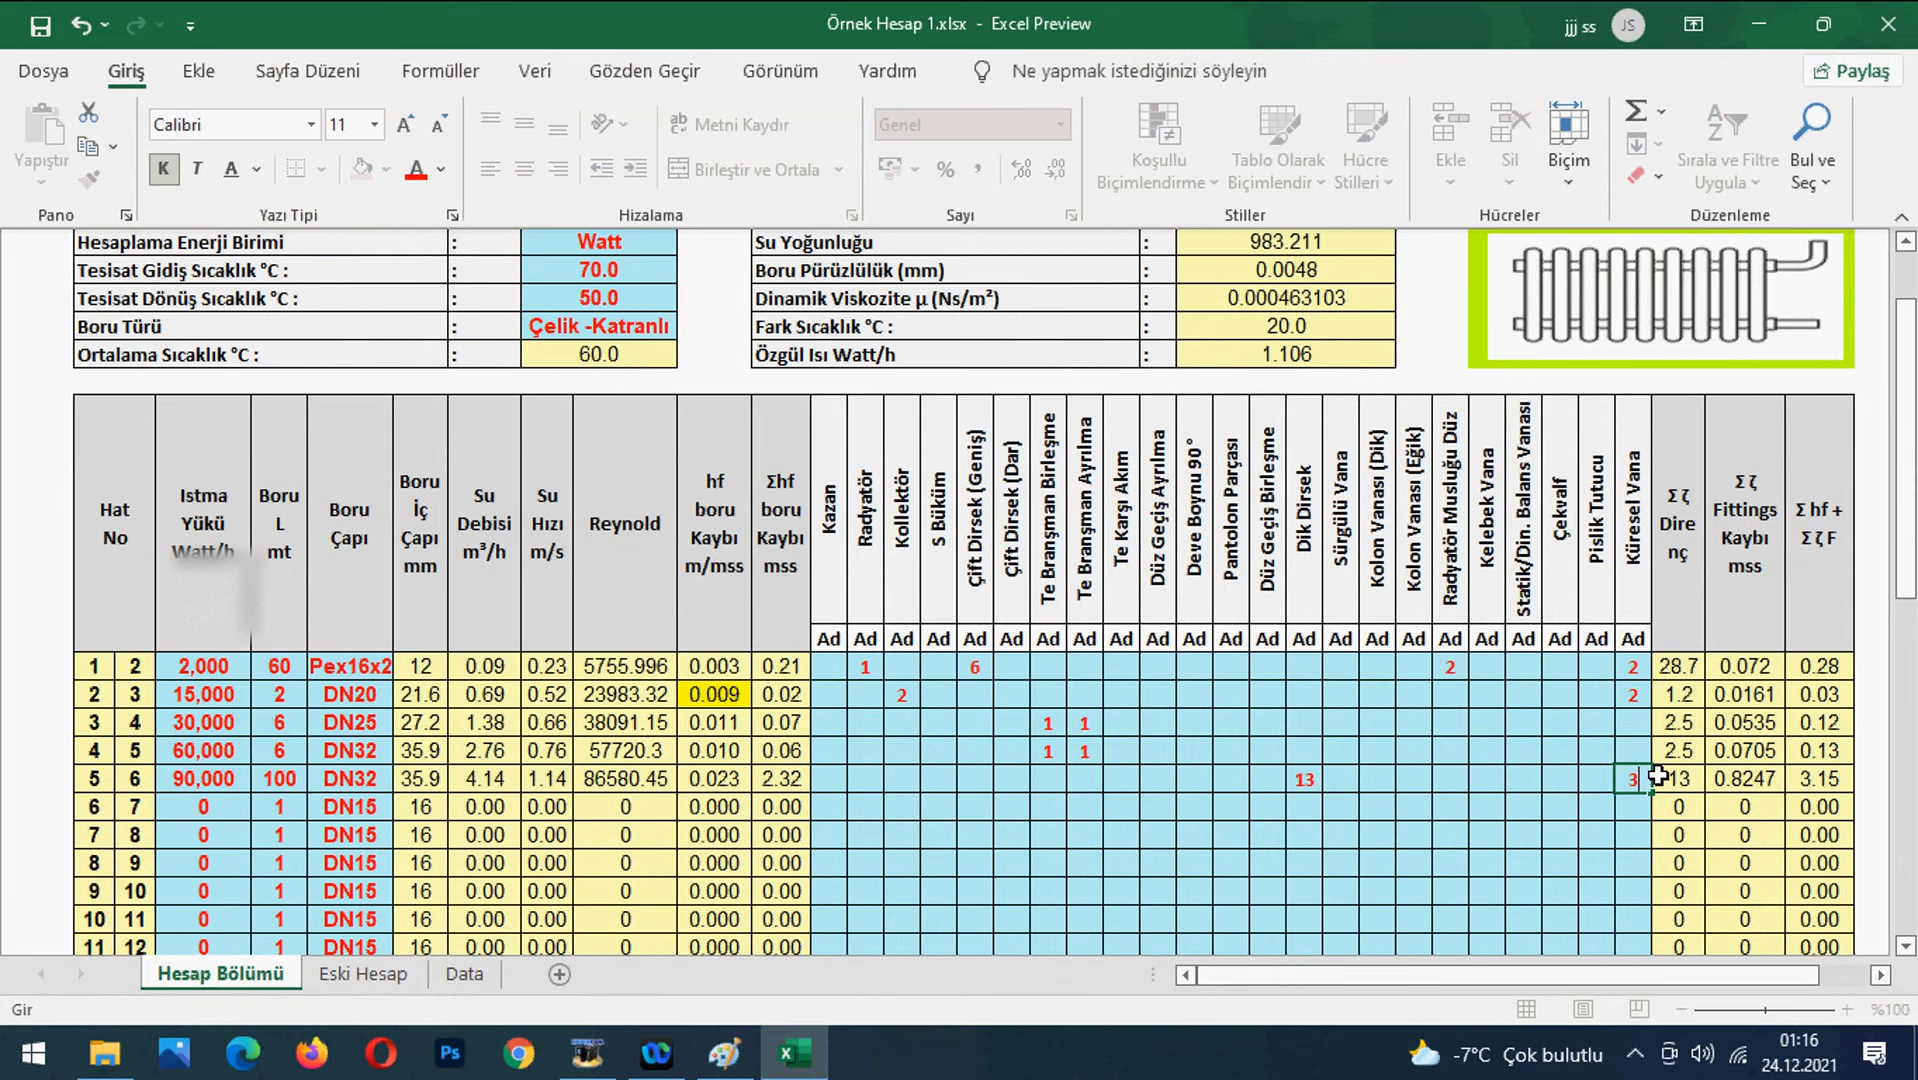 Örnek Hesap 1.xlsx - Excel Preview
jjj ss
JS
Dosya Giriş Ekle Sayfa Düzeni Formüller Veri Gözden Geçir Görünüm Yardım Ne yapmak istediğinizi söyleyin Paylaş
Yapıştır
Calibri 11
K T A
A A
ab Metni Kaydır
Birleştir ve Ortala
Genel
% ,
Koşullu Biçimlendirme
Tablo Olarak Biçimlendir
Hücre Stilleri
Ekle Sil Biçim
Sırala ve Filtre Uygula
Bul ve Seç
Pano Yazı Tipi Hizalama Sayı Stiller Hücreler Düzenleme
Hesaplama Enerji Birimi : Watt
Tesisat Gidiş Sıcaklık °C : : 70.0
Tesisat Dönüş Sıcaklık °C : : 50.0
Boru Türü : Çelik -Katranlı
Ortalama Sıcaklık °C : : 60.0
Su Yoğunluğu : 983.211
Boru Pürüzlülük (mm) : 0.0048
Dinamik Viskozite μ (Ns/m²) : 0.000463103
Fark Sıcaklık °C : : 20.0
Özgül Isı Watt/h : 1.106
Hat No
Istma Yükü Watt/h
Boru L mt
Boru Çapı
Boru İç Çapı mm
Su Debisi m³/h
Su Hızı m/s
Reynold
hf boru Kaybı m/mss
Σhf boru Kaybı mss
Kazan
Radyatör
Kollektör
S Büküm
Çift Dirsek (Geniş)
Çift Dirsek (Dar)
Te Branşman Birleşme
Te Branşman Ayrılma
Te Karşı Akım
Düz Geçiş Ayrılma
Deve Boynu 90°
Pantolon Parçası
Düz Geçiş Birleşme
Dik Dirsek
Sürgülü Vana
Kolon Vanası (Dik)
Kolon Vanası (Eğik)
Radyatör Musluğu Düz
Kelebek Vana
Statik/Din. Balans Vanası
Çekvalf
Pislik Tutucu
Küresel Vana
Σ ζ Dire nç
Σ ζ Fittings Kaybı mss
Σ hf + Σ ζ F
Ad Ad Ad Ad Ad Ad Ad Ad Ad Ad Ad Ad Ad Ad Ad Ad Ad Ad Ad Ad Ad Ad Ad
1 2 2,000 60 Pex16x2 12 0.09 0.23 5755.996 0.003 0.21 1 6 2 2 28.7 0.072 0.28
2 3 15,000 2 DN20 21.6 0.69 0.52 23983.32 0.009 0.02 2 2 1.2 0.0161 0.03
3 4 30,000 6 DN25 27.2 1.38 0.66 38091.15 0.011 0.07 1 1 2.5 0.0535 0.12
4 5 60,000 6 DN32 35.9 2.76 0.76 57720.3 0.010 0.06 1 1 2.5 0.0705 0.13
5 6 90,000 100 DN32 35.9 4.14 1.14 86580.45 0.023 2.32 13 3 13 0.8247 3.15
6 7 0 1 DN15 16 0.00 0.00 0 0.000 0.00 0 0 0.00
7 8 0 1 DN15 16 0.00 0.00 0 0.000 0.00 0 0 0.00
8 9 0 1 DN15 16 0.00 0.00 0 0.000 0.00 0 0 0.00
9 10 0 1 DN15 16 0.00 0.00 0 0.000 0.00 0 0 0.00
10 11 0 1 DN15 16 0.00 0.00 0 0.000 0.00 0 0 0.00
11 12 0 1 DN15 16 0.00 0.00 0 0.000 0.00 0 0 0.00
Hesap Bölümü Eski Hesap Data
Gir
%100
Ps
-7°C Çok bulutlu
01:16
24.12.2021